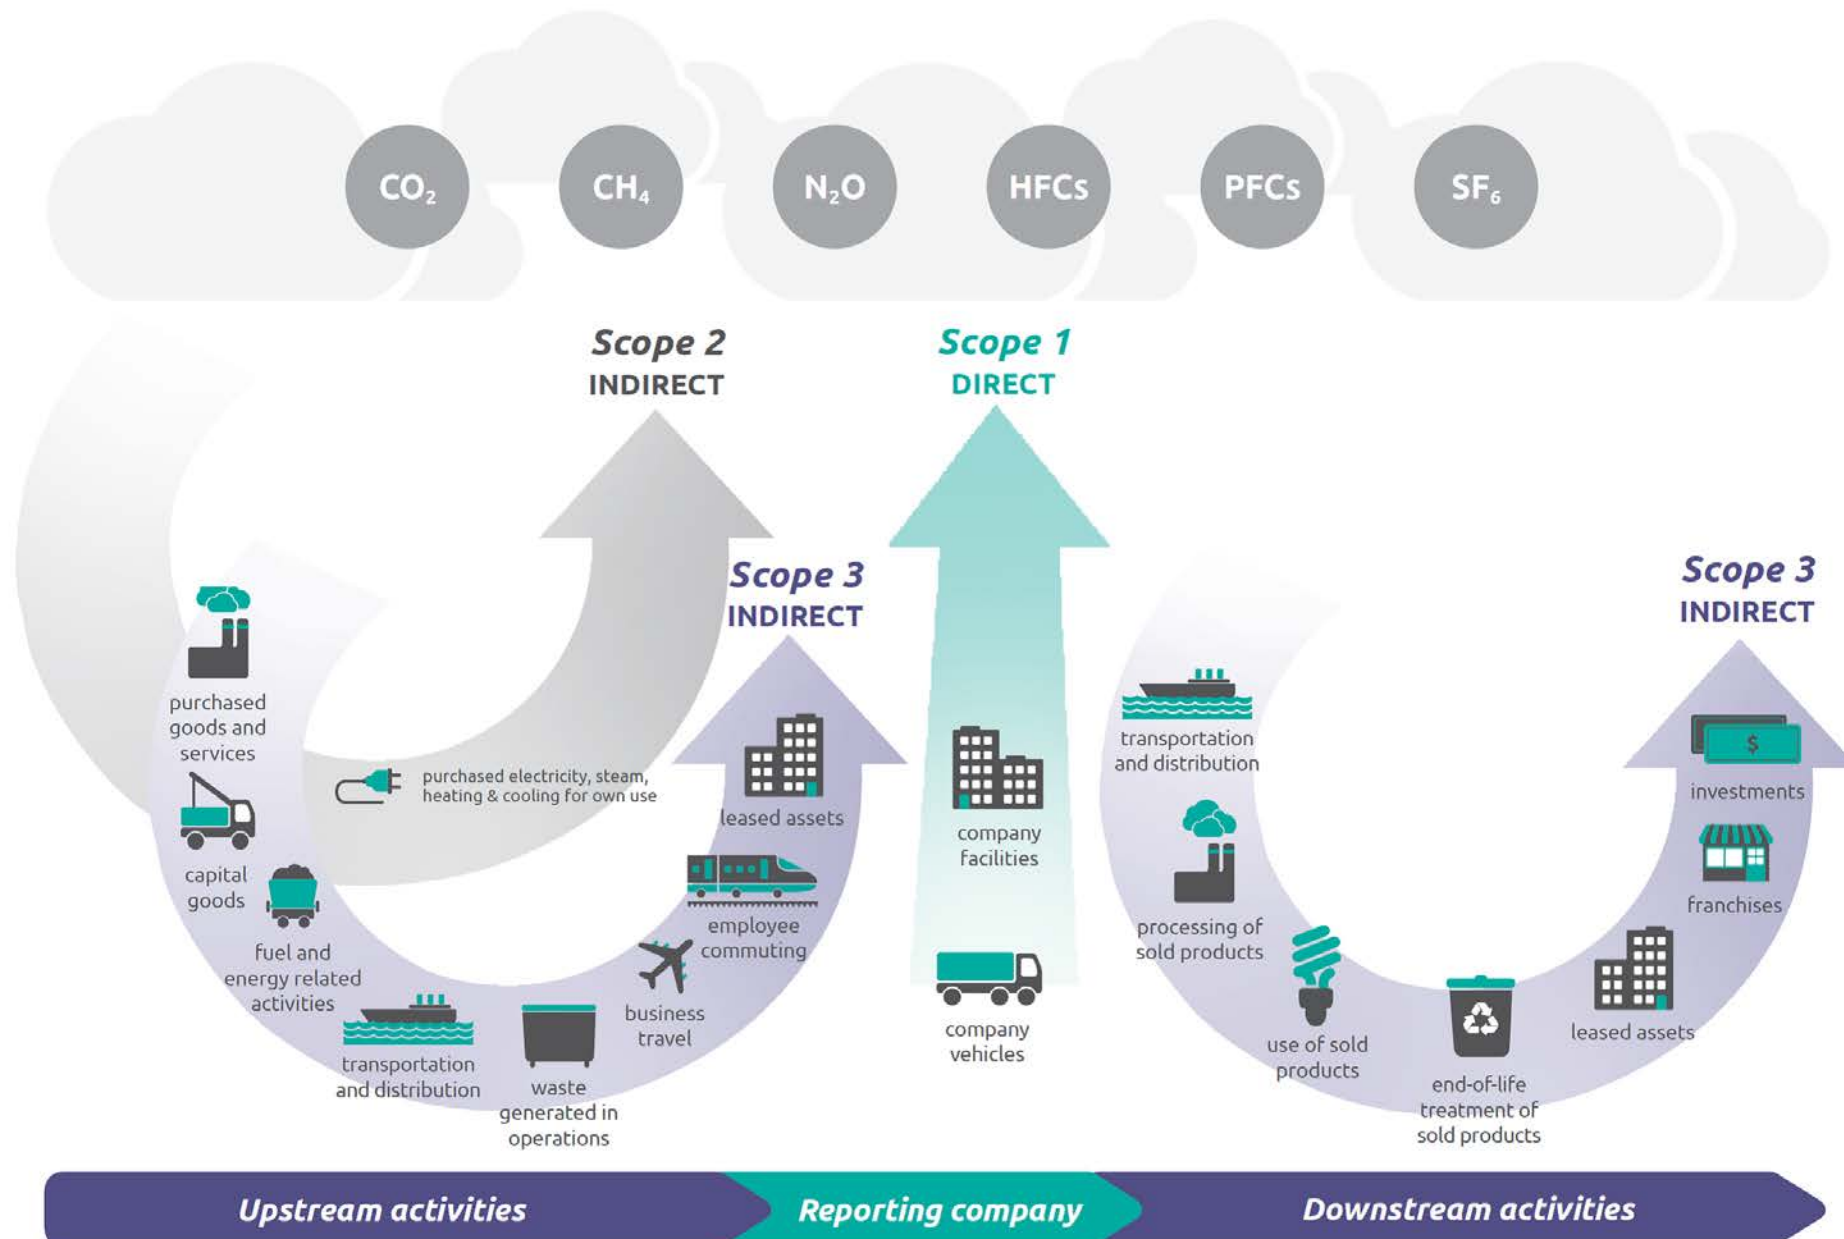 CO₂
CH₄
N₂O
HFCs
PFCs
SF₆
Scope 2
INDIRECT
Scope 1
DIRECT
Scope 3
INDIRECT
Scope 3
INDIRECT
purchased
goods and
services
capital
goods
fuel and
energy related
activities
transportation
and distribution
waste
generated in
operations
business
travel
employee
commuting
leased assets
purchased electricity, steam,
heating & cooling for own use
company
facilities
company
vehicles
transportation
and distribution
processing of
sold products
use of sold
products
end-of-life
treatment of
sold products
leased assets
franchises
$
investments
Upstream activities
Reporting company
Downstream activities